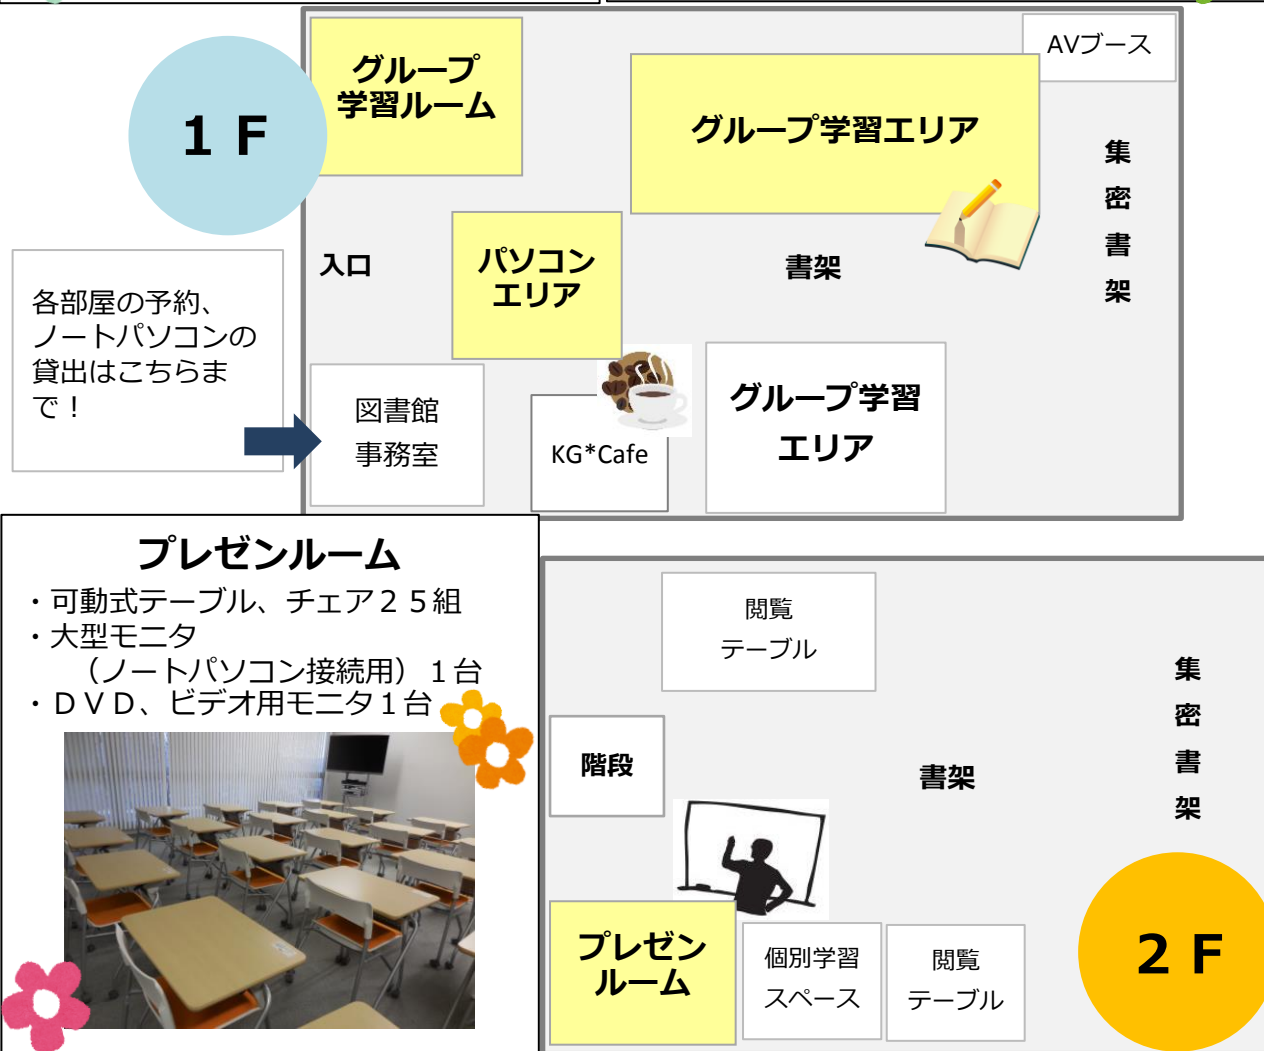 グループ
学習ルーム
AVブース
グループ学習エリア
1 F
集
密
書
架
入口
パソコン
エリア
書架
各部屋の予約、
ノートパソコンの
貸出はこちらま
で！
図書館
事務室
KG*Cafe
グループ学習
エリア
プレゼンルーム
・可動式テーブル、チェア２５組
・大型モニタ
（ノートパソコン接続用）１台
・ＤＶＤ、ビデオ用モニタ１台
閲覧
テーブル
集
密
書
架
階段
書架
プレゼン
ルーム
個別学習
スペース
閲覧
テーブル
2 F